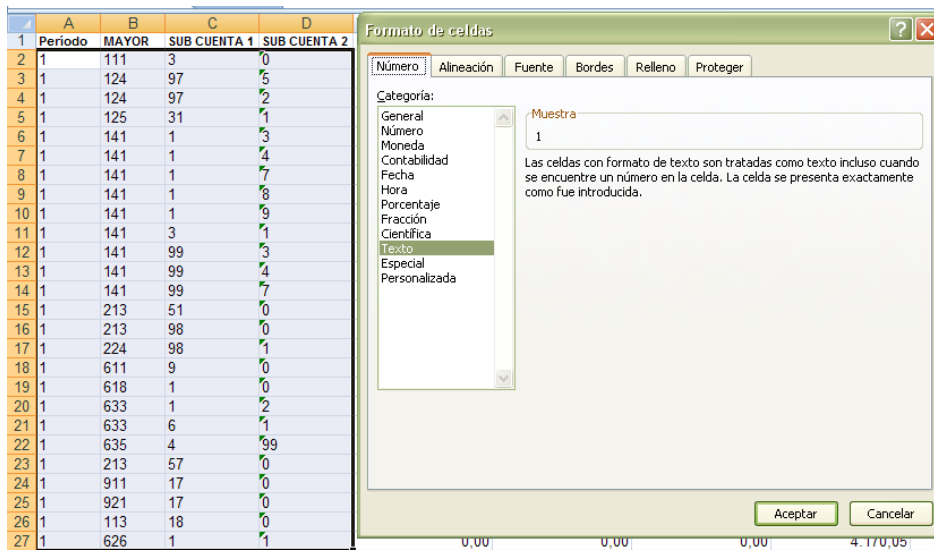 A B C D
1 Período MAYOR SUB CUENTA 1 SUB CUENTA 2
2 1 111 3 0
3 1 124 97 5
4 1 124 97 2
5 1 125 31 1
6 1 141 1 3
7 1 141 1 4
8 1 141 1 7
9 1 141 1 8
10 1 141 1 9
11 1 141 3 1
12 1 141 99 3
13 1 141 99 4
14 1 141 99 7
15 1 213 51 0
16 1 213 98 0
17 1 224 98 1
18 1 611 9 0
19 1 618 1 0
20 1 633 1 2
21 1 633 6 1
22 1 635 4 99
23 1 213 57 0
24 1 911 17 0
25 1 921 17 0
26 1 113 18 0
27 1 626 1 1 0,00 0,00 0,00 4.170,05
Formato de celdas
Número Alineación Fuente Bordes Relleno Proteger
Categoría:
General
Número
Moneda
Contabilidad
Fecha
Hora
Porcentaje
Fracción
Científica
Texto
Especial
Personalizada
Muestra
1
Las celdas con formato de texto son tratadas como texto incluso cuando
se encuentre un número en la celda. La celda se presenta exactamente
como fue introducida.
Aceptar Cancelar